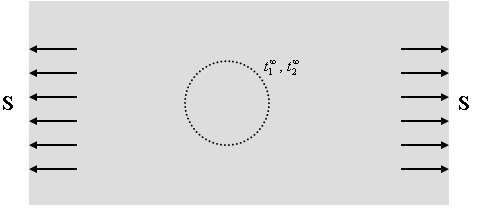 t₁^∞ , t₂^∞
S S